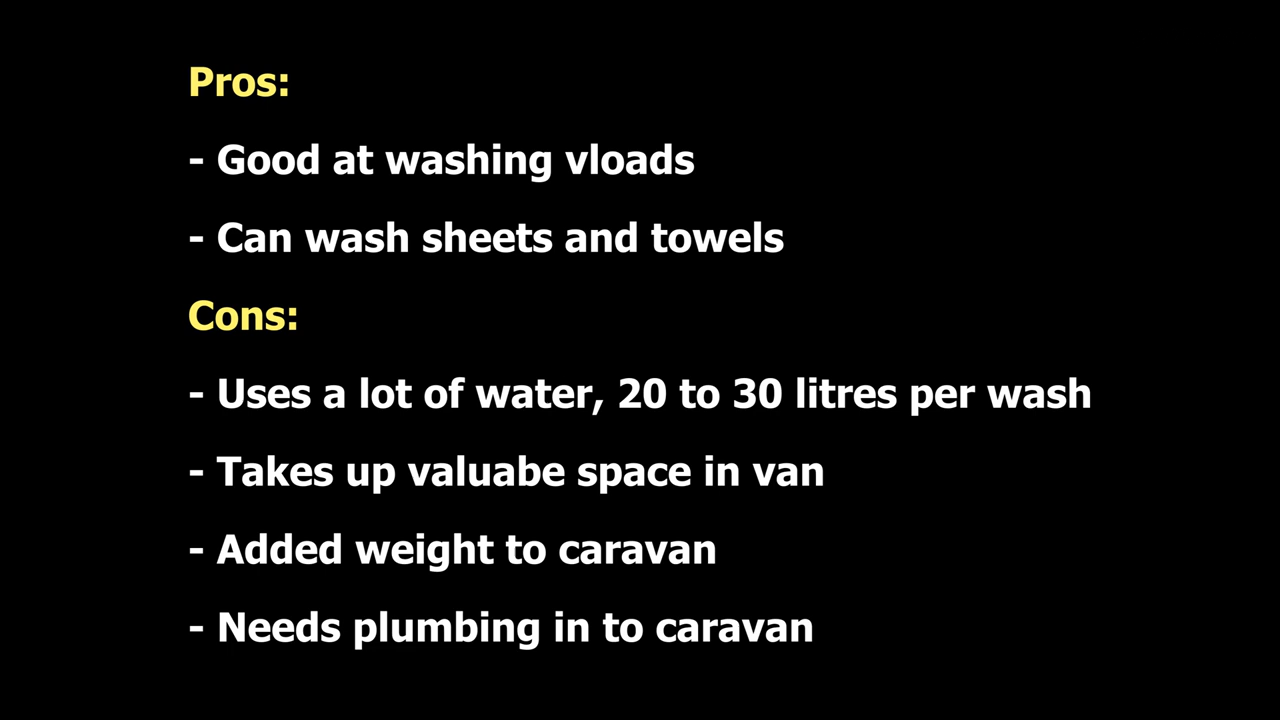 Pros:
- Good at washing vloads
- Can wash sheets and towels
Cons:
- Uses a lot of water, 20 to 30 litres per wash
- Takes up valuabe space in van
- Added weight to caravan
- Needs plumbing in to caravan